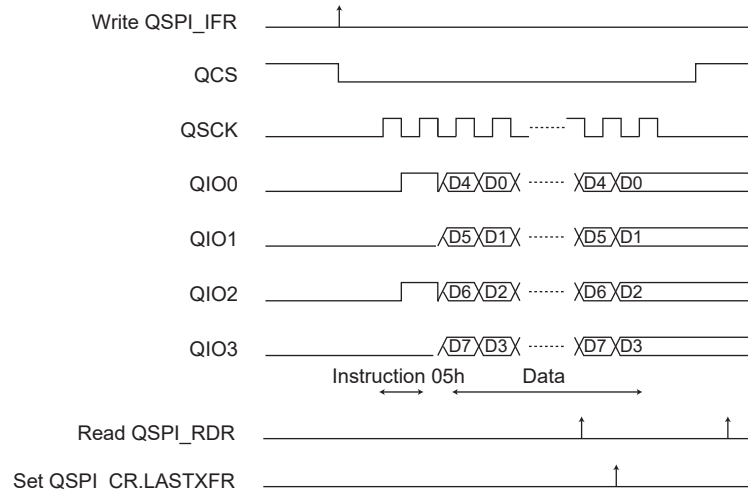 Write QSPI_IFR
QCS
QSCK
QIO0 D4 D0 D4 D0
QIO1 D5 D1 D5 D1
QIO2 D6 D2 D6 D2
QIO3 D7 D3 D7 D3
Instruction 05h Data
Read QSPI_RDR
Set QSPI_CR.LASTXFR